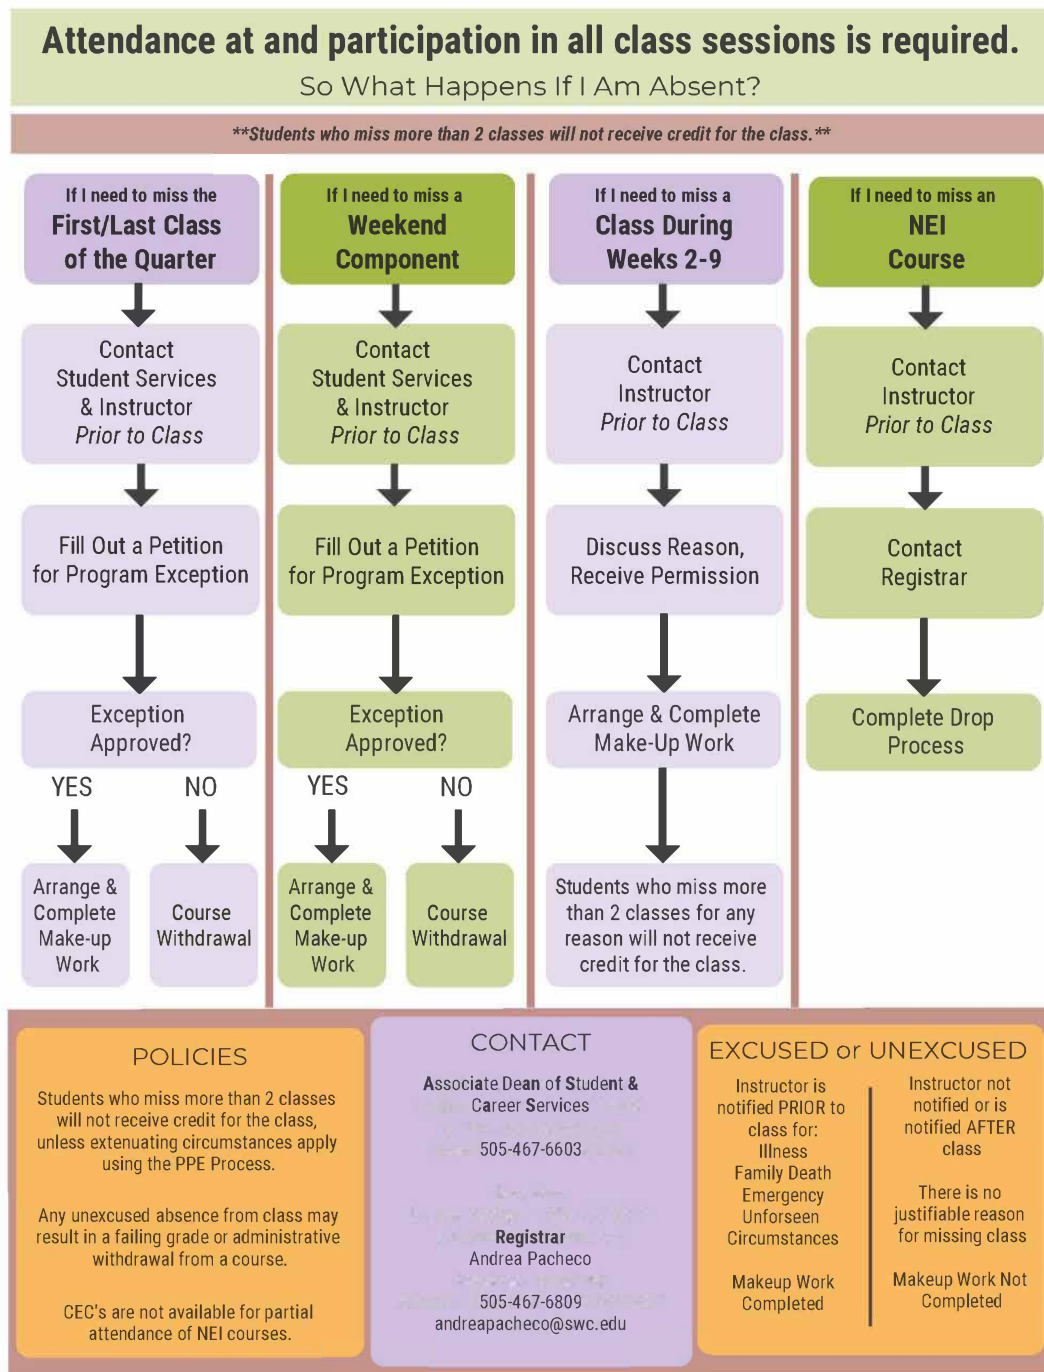 Attendance at and participation in all class sessions is required.
So What Happens If I Am Absent?
**Students who miss more than 2 classes will not receive credit for the class.**
If I need to miss the
First/Last Class
of the Quarter
Contact
Student Services
& Instructor
Prior to Class
Fill Out a Petition
for Program Exception
Exception
Approved?
YES
NO
Arrange &
Complete
Make-up
Work
Course
Withdrawal
If I need to miss a
Weekend
Component
Contact
Student Services
& Instructor
Prior to Class
Fill Out a Petition
for Program Exception
Exception
Approved?
YES
NO
Arrange &
Complete
Make-up
Work
Course
Withdrawal
If I need to miss a
Class During
Weeks 2-9
Contact
Instructor
Prior to Class
Discuss Reason,
Receive Permission
Arrange & Complete
Make-Up Work
Students who miss more
than 2 classes for any
reason will not receive
credit for the class.
If I need to miss an
NEI
Course
Contact
Instructor
Prior to Class
Contact
Registrar
Complete Drop
Process
POLICIES
Students who miss more than 2 classes
will not receive credit for the class,
unless extenuating circumstances apply
using the PPE Process.
Any unexcused absence from class may
result in a failing grade or administrative
withdrawal from a course.
CEC's are not available for partial
attendance of NEI courses.
CONTACT
Associate Dean of Student &
Career Services
505-467-6603
Registrar
Andrea Pacheco
505-467-6809
andreapacheco@swc.edu
EXCUSED or UNEXCUSED
Instructor is
notified PRIOR to
class for:
Illness
Family Death
Emergency
Unforseen
Circumstances
Makeup Work
Completed
Instructor not
notified or is
notified AFTER
class
There is no
justifiable reason
for missing class
Makeup Work Not
Completed